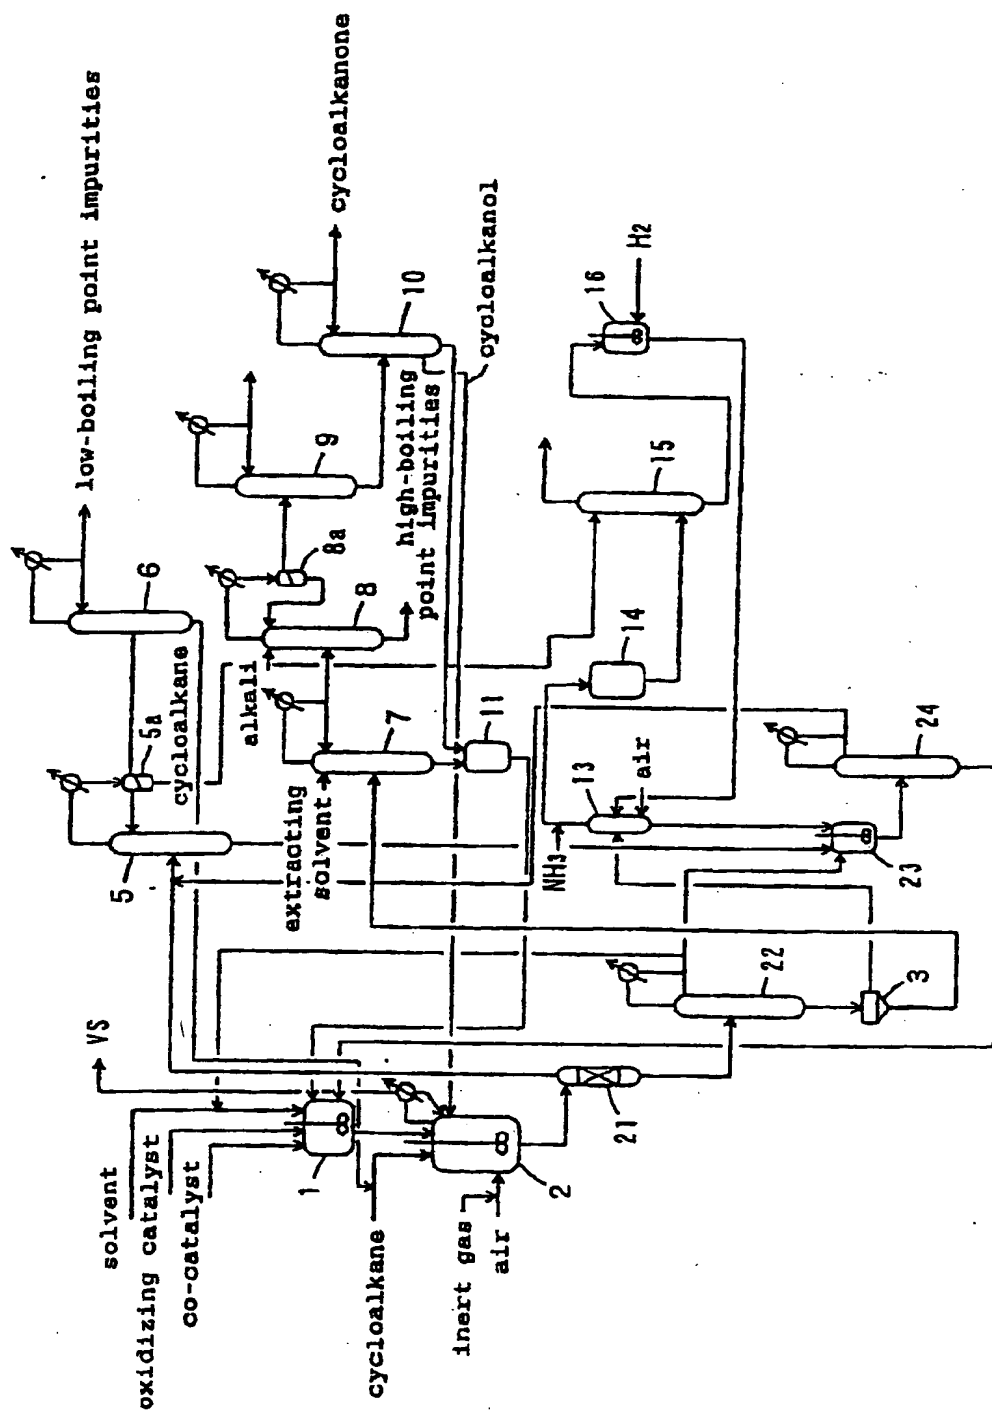 solvent
oxidizing catalyst
co-catalyst
cycloalkane
inert gas
air
VS
1
2
21
5
5a
cycloalkane
6
low-boiling point impurities
extracting
solvent
alkali
7
8
8a
9
10
cycloalkanone
high-boiling
point impurities
cycloalkanol
11
22
3
NH3
13
air
14
15
16
H2
23
24